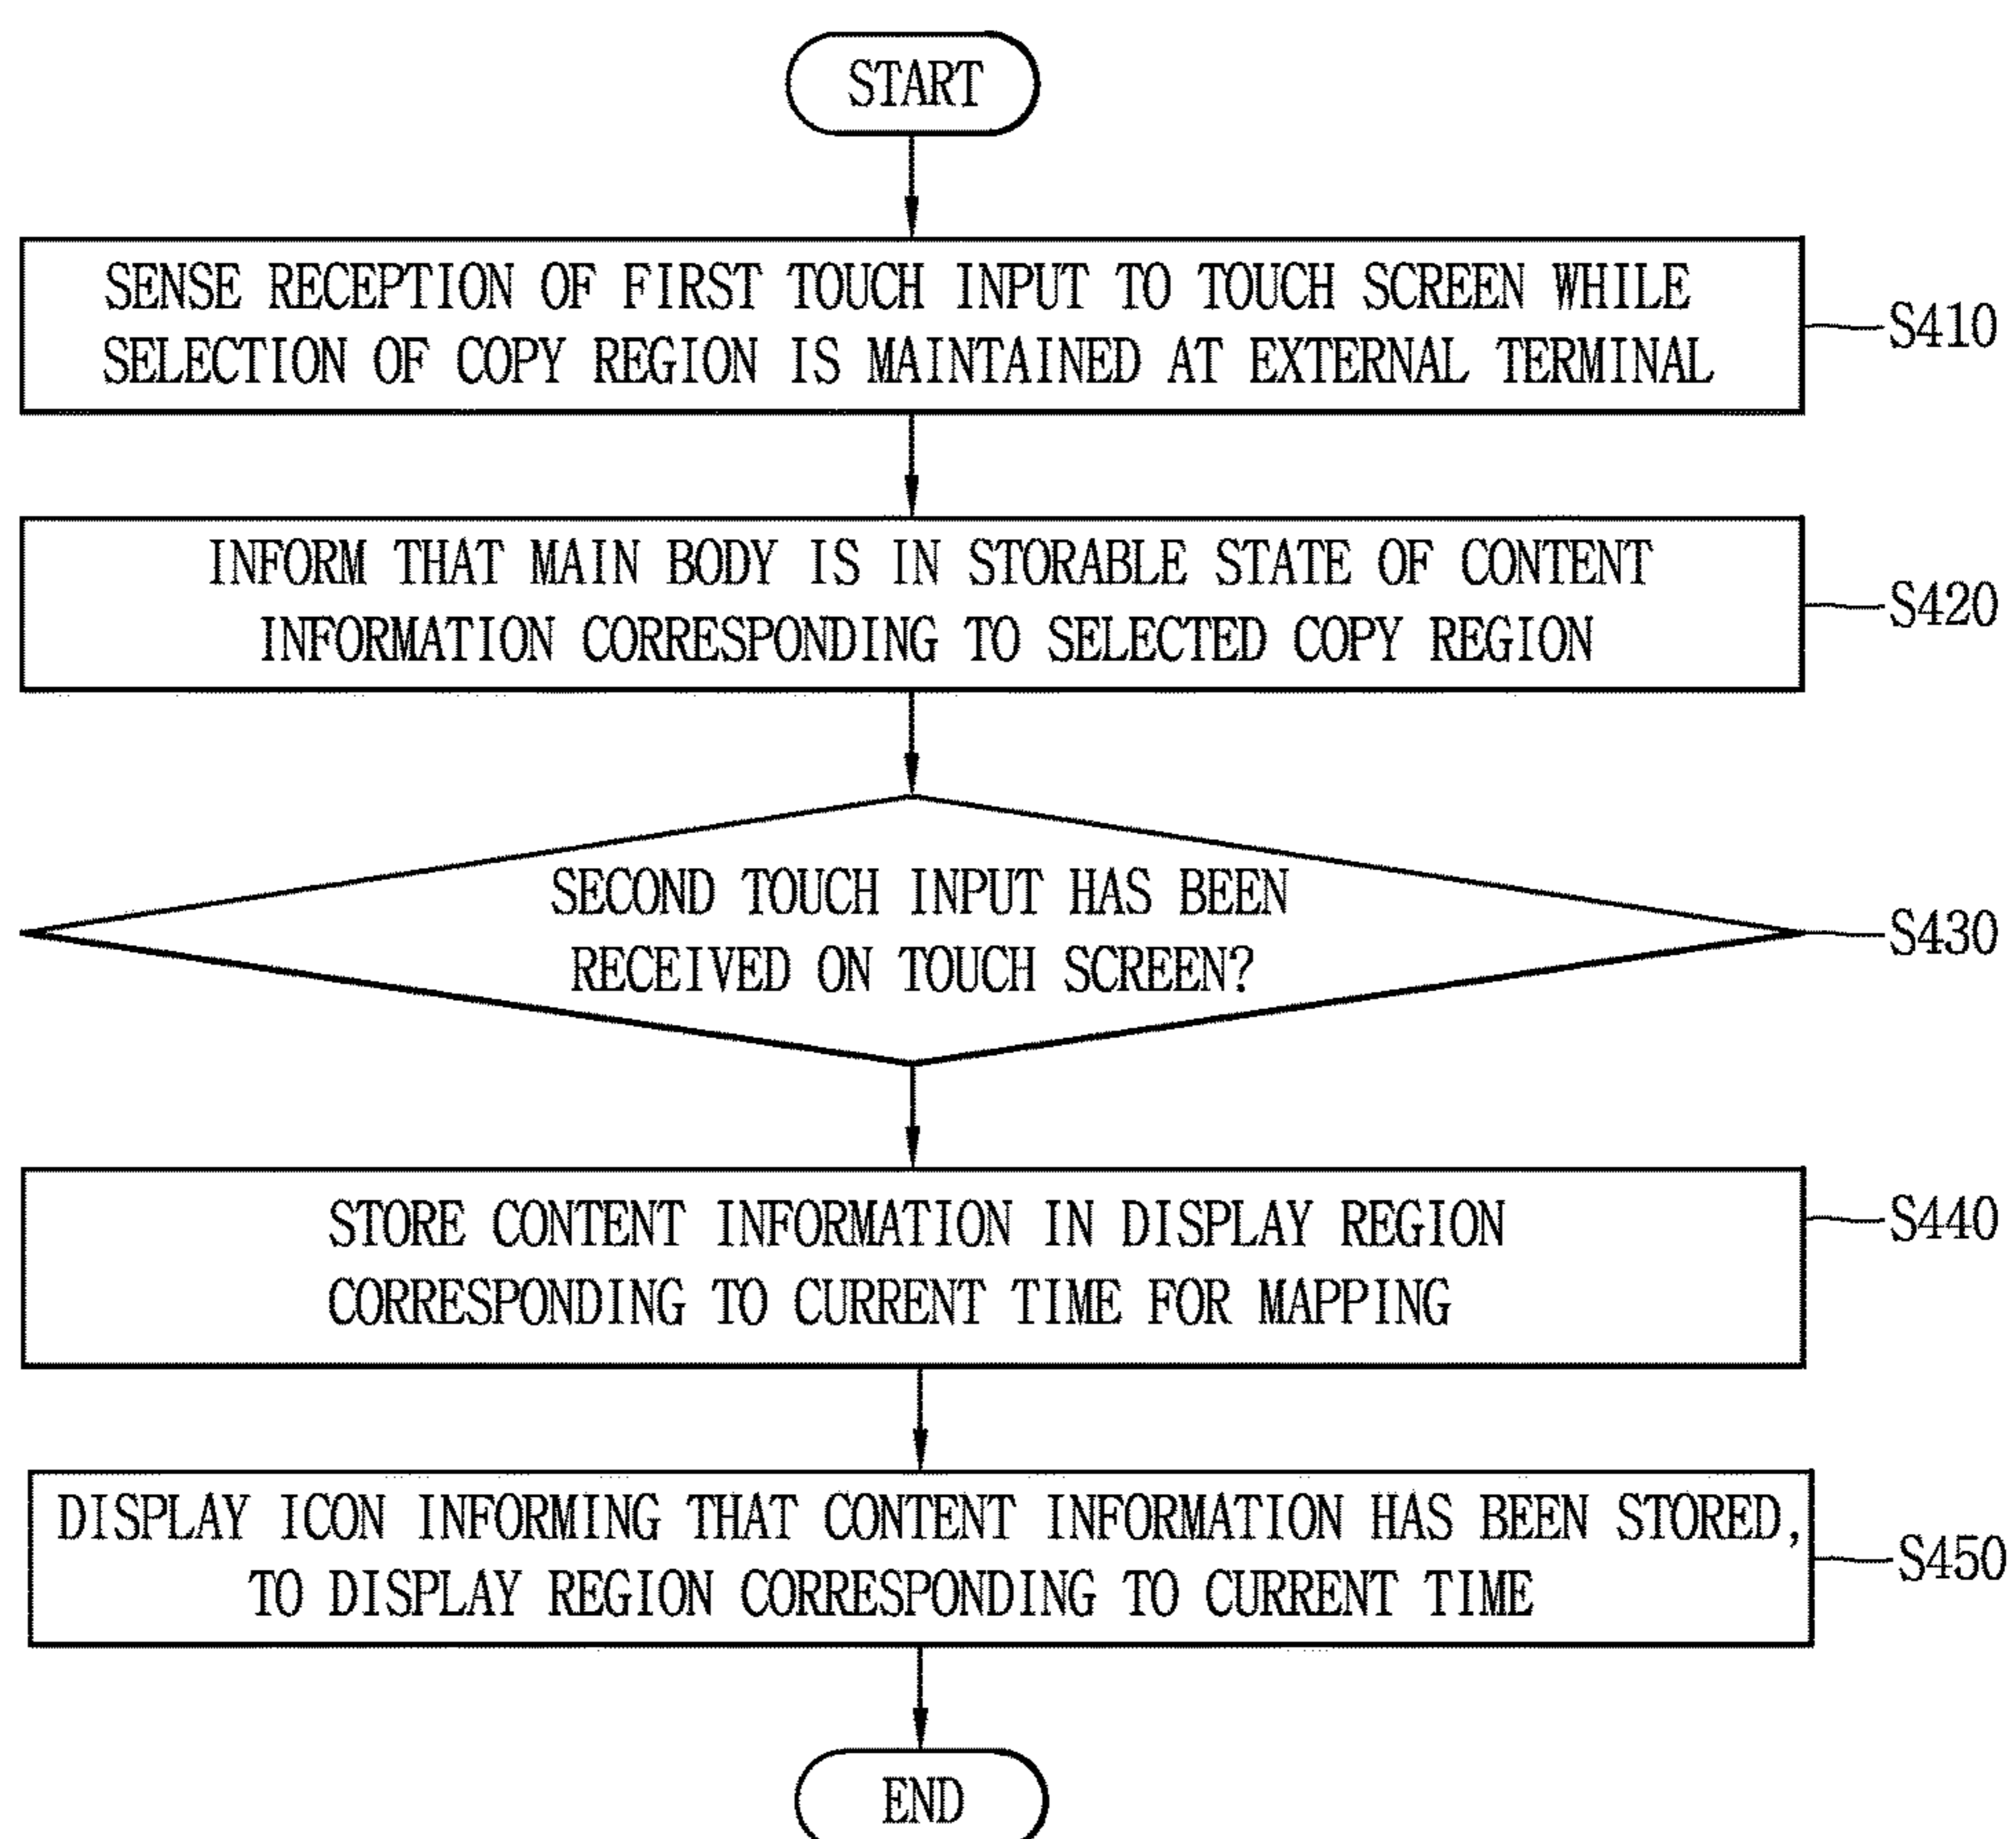 START
SENSE RECEPTION OF FIRST TOUCH INPUT TO TOUCH SCREEN WHILE
SELECTION OF COPY REGION IS MAINTAINED AT EXTERNAL TERMINAL
S410
INFORM THAT MAIN BODY IS IN STORABLE STATE OF CONTENT
INFORMATION CORRESPONDING TO SELECTED COPY REGION
S420
SECOND TOUCH INPUT HAS BEEN
RECEIVED ON TOUCH SCREEN?
S430
STORE CONTENT INFORMATION IN DISPLAY REGION
CORRESPONDING TO CURRENT TIME FOR MAPPING
S440
DISPLAY ICON INFORMING THAT CONTENT INFORMATION HAS BEEN STORED,
TO DISPLAY REGION CORRESPONDING TO CURRENT TIME
S450
END